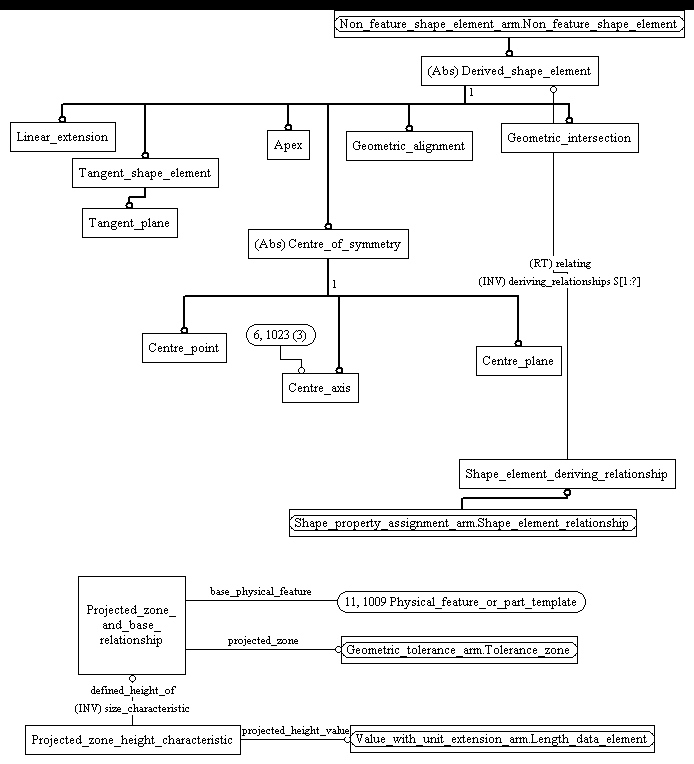 Non_feature_shape_element_arm.Non_feature_shape_element
(Abs) Derived_shape_element
1
Linear_extension
Apex
Geometric_alignment
Geometric_intersection
Tangent_shape_element
Tangent_plane
(Abs) Centre_of_symmetry
(RT) relating
(INV) deriving_relationships S[1:?]
1
6, 1023 (3)
Centre_point
Centre_plane
Centre_axis
Shape_element_deriving_relationship
Shape_property_assignment_arm.Shape_element_relationship
base_physical_feature
11, 1009 Physical_feature_or_part_template
Projected_zone_
and_base_
relationship
projected_zone
Geometric_tolerance_arm.Tolerance_zone
defined_height_of
(INV) size_characteristic
projected_height_value
Projected_zone_height_characteristic
Value_with_unit_extension_arm.Length_data_element